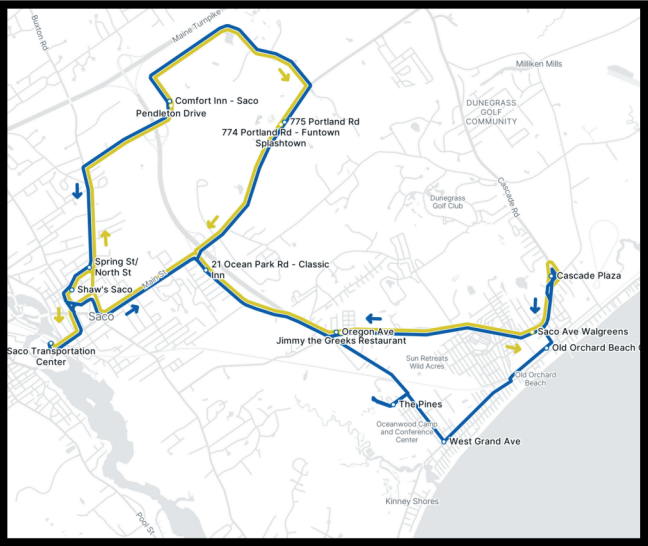 Buxton Rd
Maine Turnpike
Milliken Mills
Comfort Inn - Saco
Pendleton Drive
DUNEGRASS
GOLF
COMMUNITY
775 Portland Rd
774 Portland Rd - Funtown
Splashtown
Cascade Rd
Dunegrass
Golf Club
Spring St/
North St
21 Ocean Park Rd - Classic
Inn
Main St
Cascade Plaza
Shaw's Saco
Saco
Oregon Ave
Saco Ave Walgreens
Jimmy the Greeks Restaurant
Saco Transportation
Center
Old Orchard Beach
Sun Retreats
Wild Acres
Old Orchard
Beach
The Pines
Oceanwood Camp
and Conference
Center
West Grand Ave
Kinney Shores
Pool St